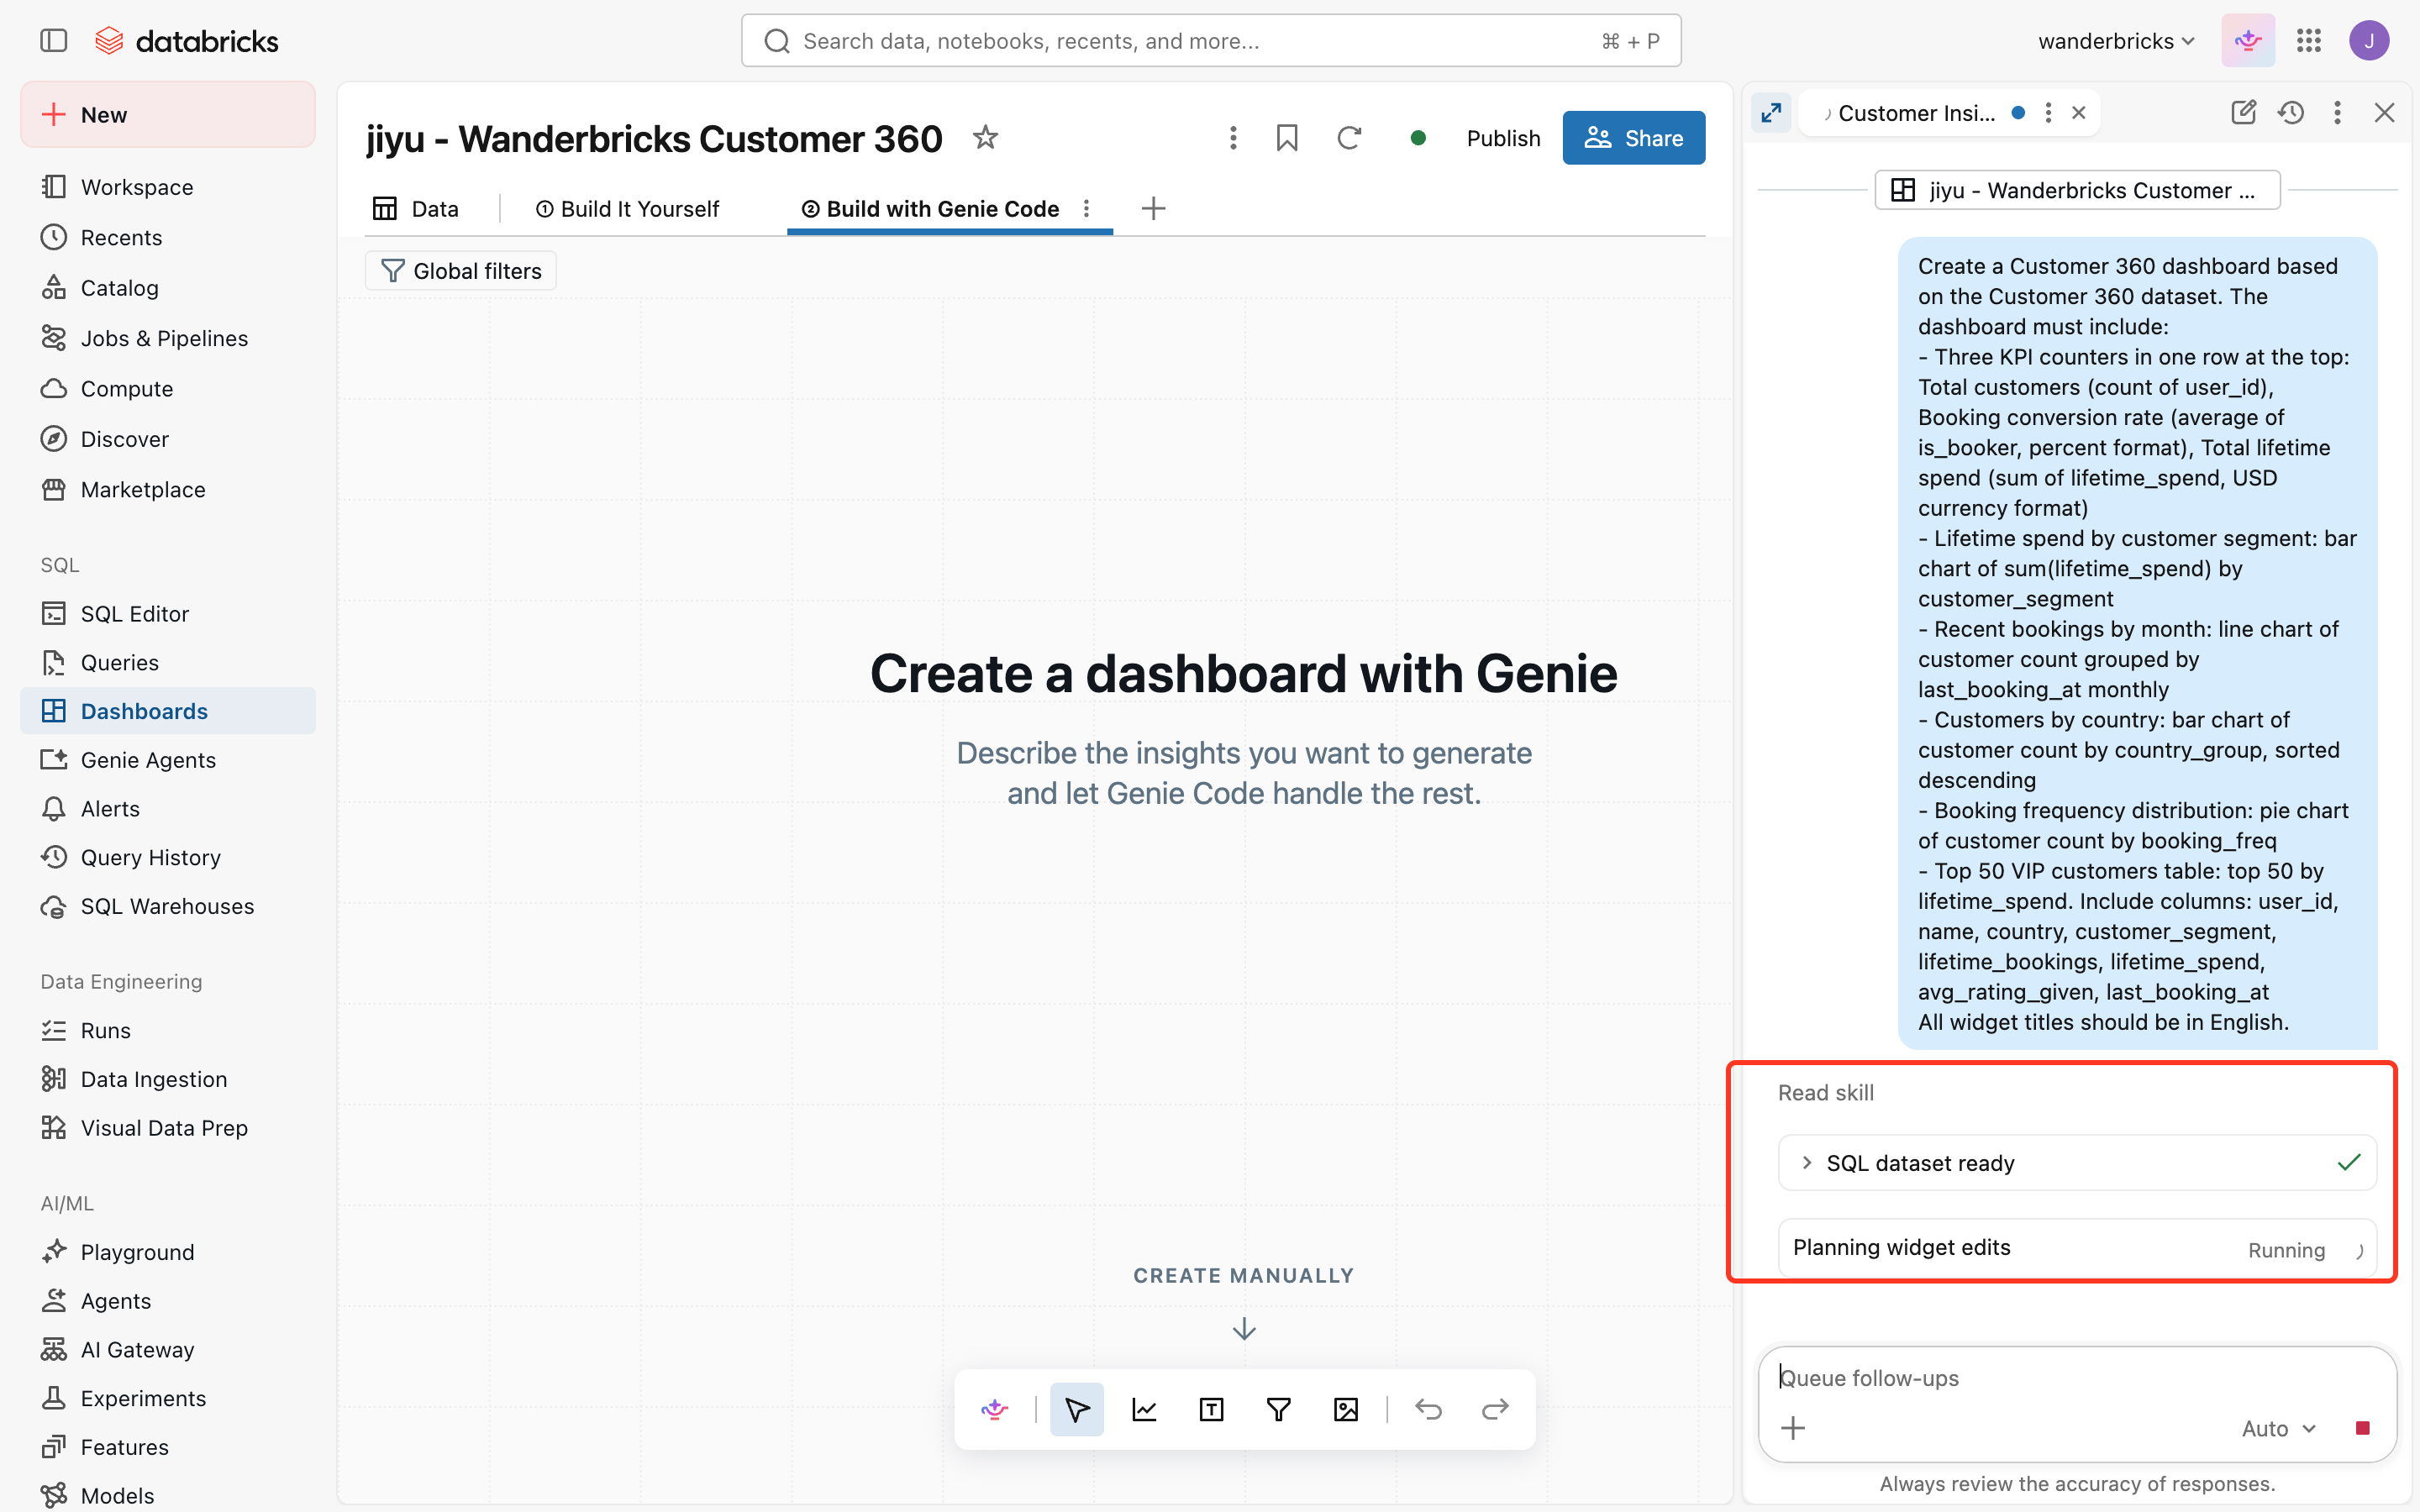 databricks
Search data, notebooks, recents, and more...
⌘ + P
wanderbricks
J
New
Workspace
Recents
Catalog
Jobs & Pipelines
Compute
Discover
Marketplace
SQL
SQL Editor
Queries
Dashboards
Genie Agents
Alerts
Query History
SQL Warehouses
Data Engineering
Runs
Data Ingestion
Visual Data Prep
AI/ML
Playground
Agents
AI Gateway
Experiments
Features
Models
jiyu - Wanderbricks Customer 360
Publish
Share
Data
① Build It Yourself
② Build with Genie Code
Global filters
Create a dashboard with Genie
Describe the insights you want to generate
and let Genie Code handle the rest.
CREATE MANUALLY
Customer Insi...
jiyu - Wanderbricks Customer ...
Create a Customer 360 dashboard based
on the Customer 360 dataset. The
dashboard must include:
- Three KPI counters in one row at the top:
Total customers (count of user_id),
Booking conversion rate (average of
is_booker, percent format), Total lifetime
spend (sum of lifetime_spend, USD
currency format)
- Lifetime spend by customer segment: bar
chart of sum(lifetime_spend) by
customer_segment
- Recent bookings by month: line chart of
customer count grouped by
last_booking_at monthly
- Customers by country: bar chart of
customer count by country_group, sorted
descending
- Booking frequency distribution: pie chart
of customer count by booking_freq
- Top 50 VIP customers table: top 50 by
lifetime_spend. Include columns: user_id,
name, country, customer_segment,
lifetime_bookings, lifetime_spend,
avg_rating_given, last_booking_at
All widget titles should be in English.
Read skill
SQL dataset ready
Planning widget edits
Running
Queue follow-ups
Auto
Always review the accuracy of responses.